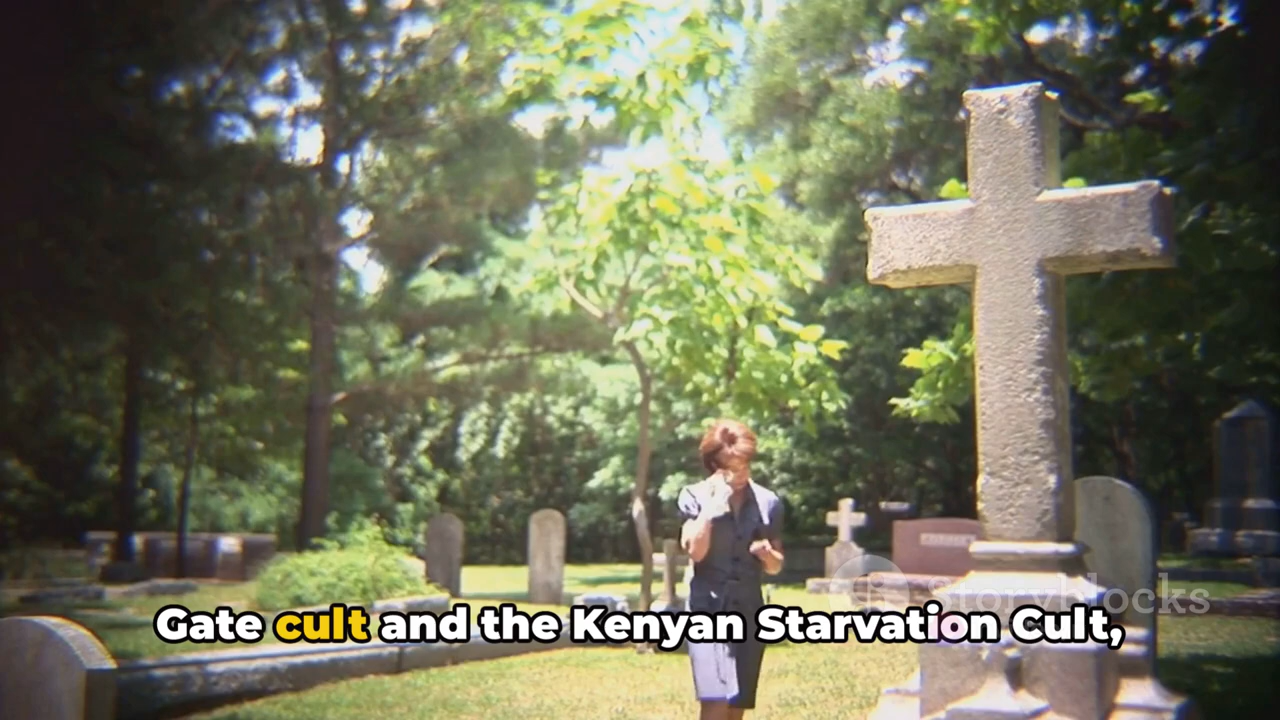 Storyblocks
Gate cult and the Kenyan Starvation Cult,